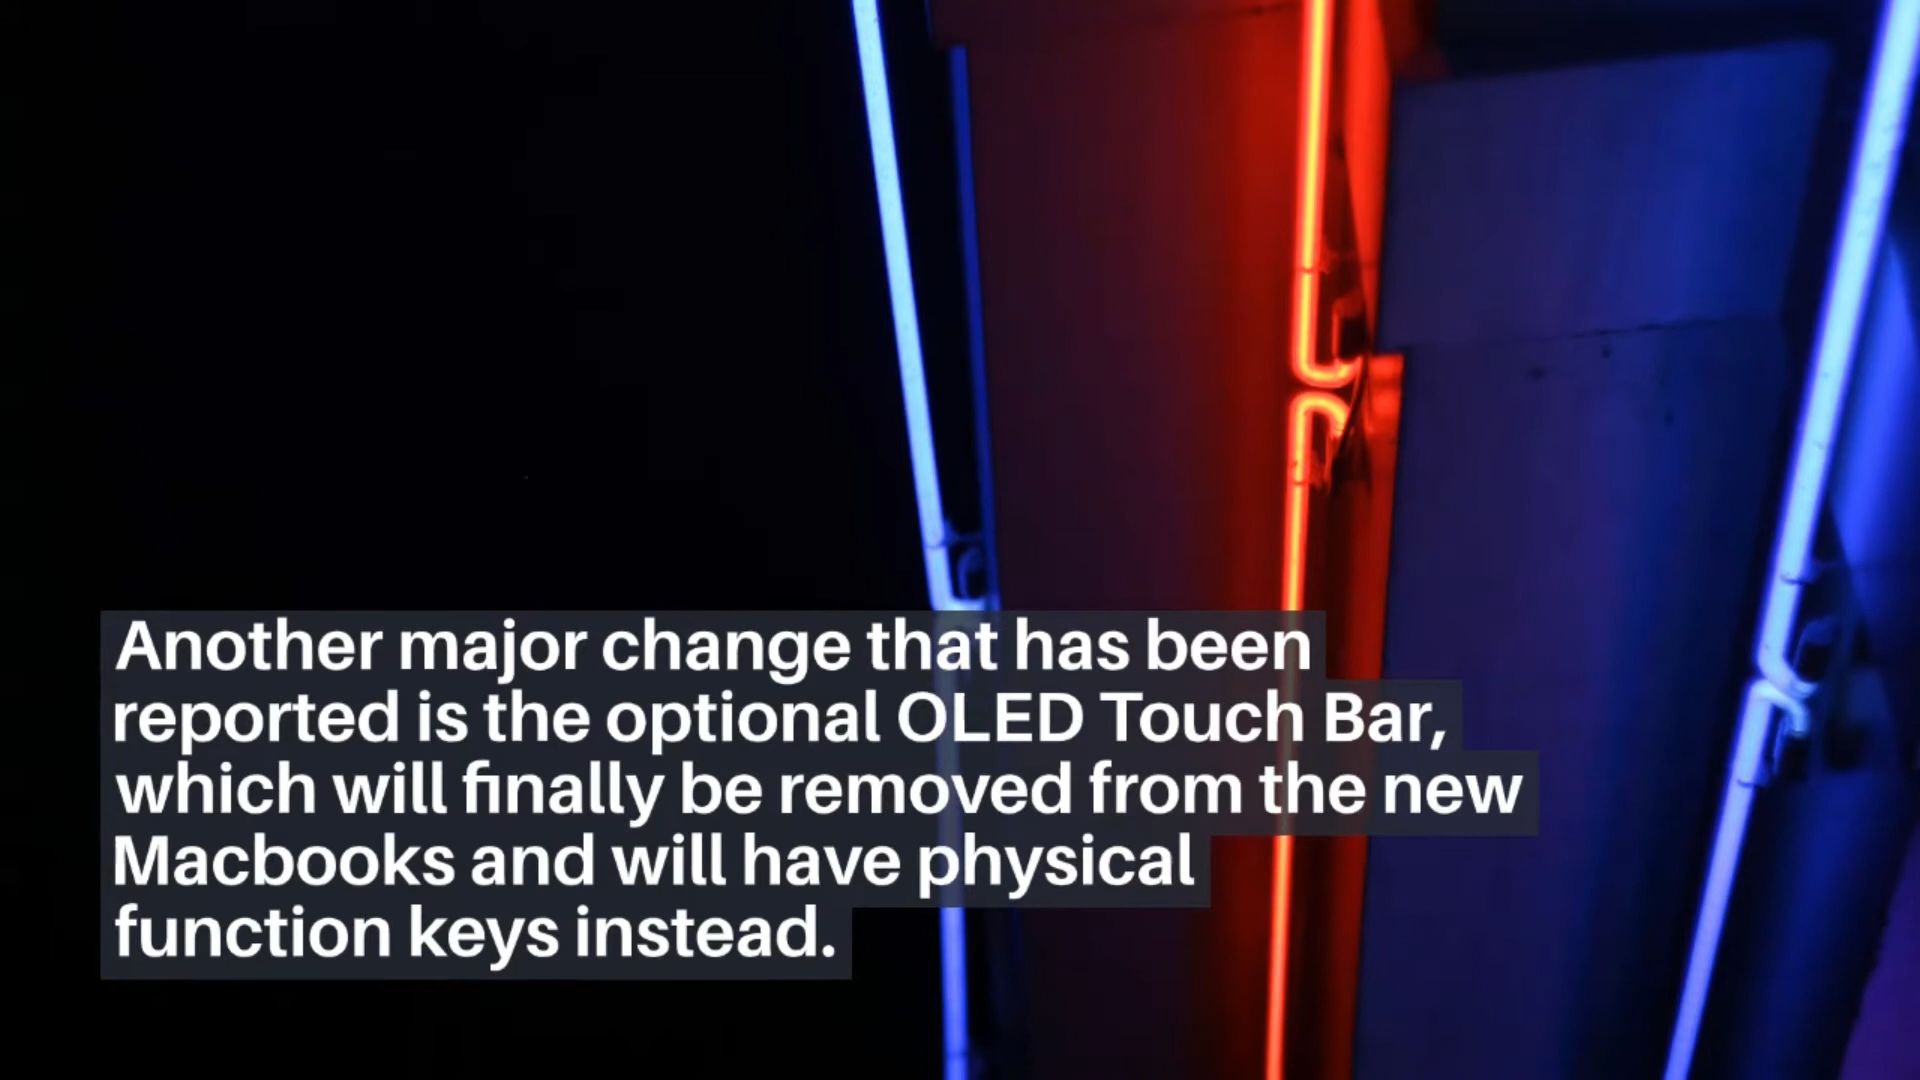 Another major change that has been
reported is the optional OLED Touch Bar,
which will finally be removed from the new
Macbooks and will have physical
function keys instead.